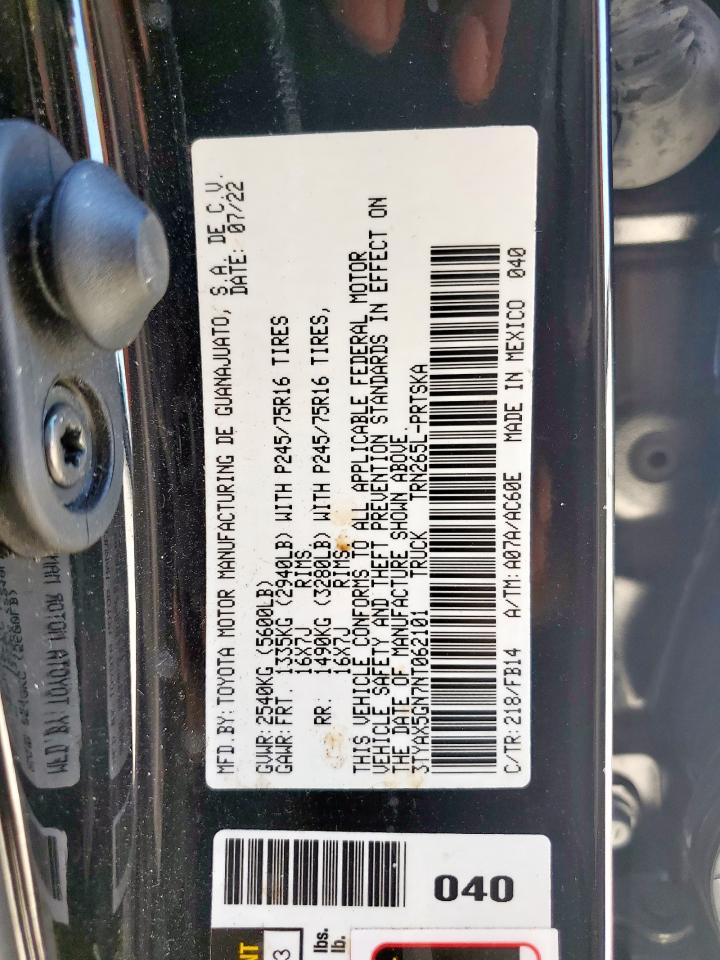 MFD.BY:TOYOTA MOTOR MANUFACTURING DE GUANAJUATO, S.A. DE C.V.
DATE: 07/22
GVWR:2540KG (5600LB)
GAWR:FRT. 1335KG (2940LB) WITH P245/75R16 TIRES
16X7J RIMS.
RR: 1490KG (3280LB) WITH P245/75R16 TIRES,
16X7J RIMS.
THIS VEHICLE CONFORMS TO ALL APPLICABLE FEDERAL MOTOR
VEHICLE SAFETY AND THEFT PREVENTION STANDARDS IN EFFECT ON
THE DATE OF MANUFACTURE SHOWN ABOVE.
3TYAX5GN7NT062101 TRUCK TRN265L-PRTSKA
C/TR:218/FB14 A/TM:A07A/AC60E MADE IN MEXICO 040
040
NT
3
lbs.
lb.